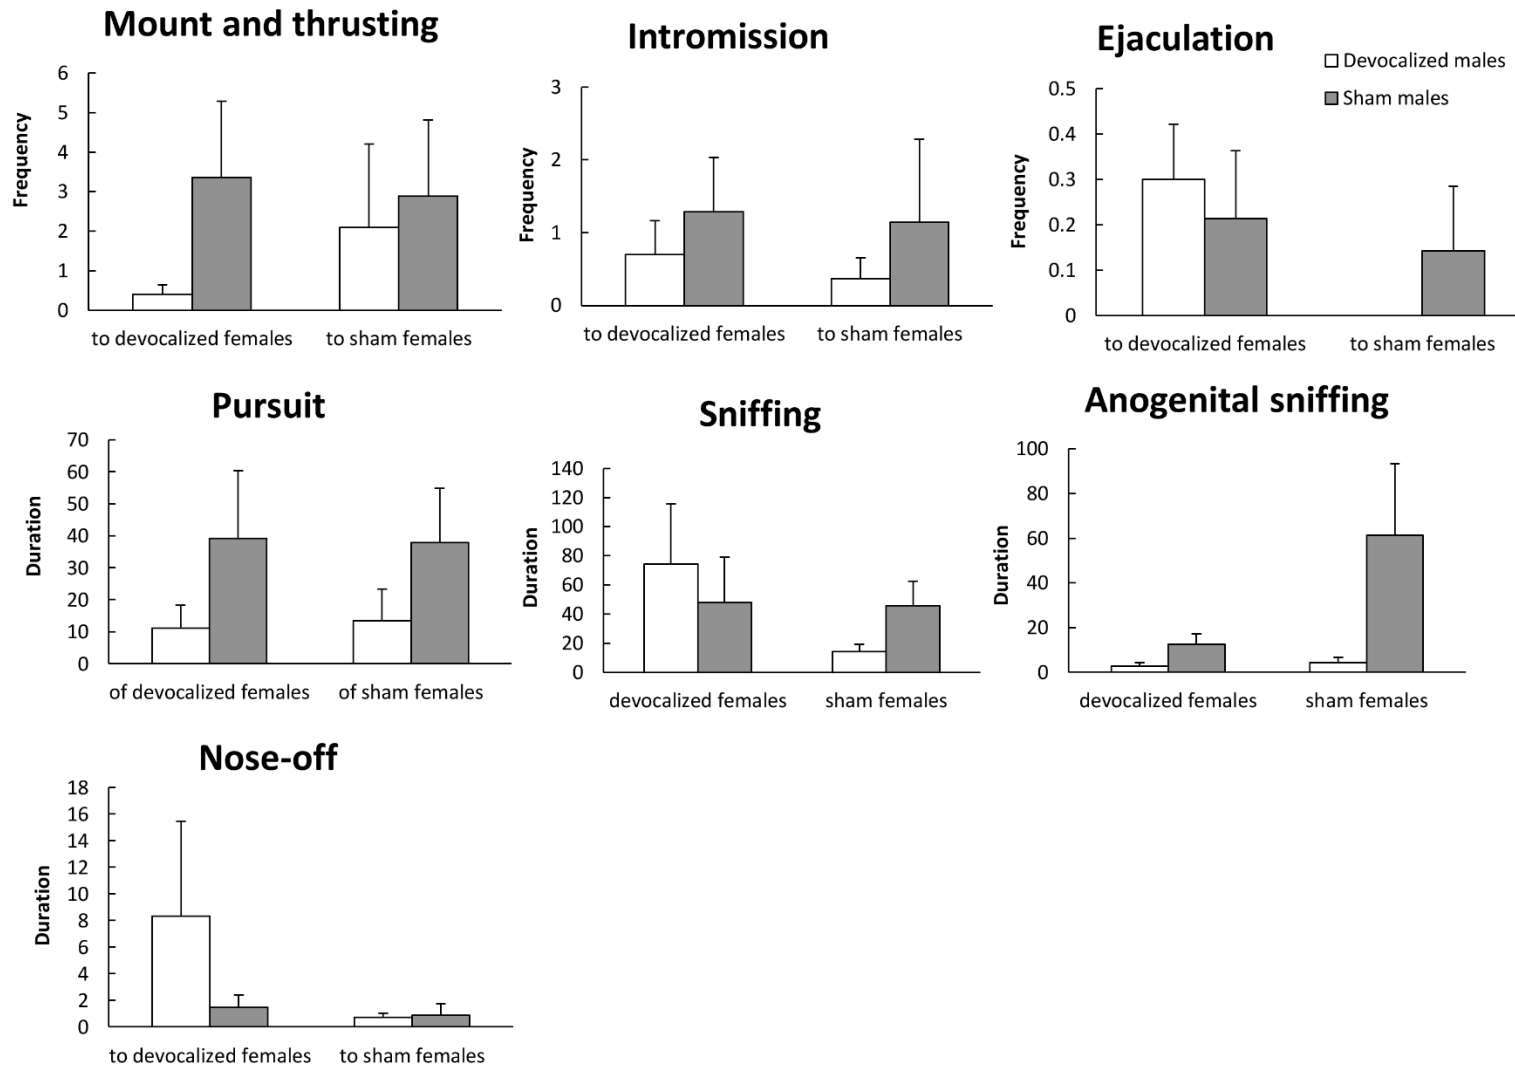 Mount and thrusting
Frequency
6
5
4
3
2
1
0
to devocalized females to sham females
Intromission
Frequency
3
2
1
0
to devocalized females to sham females
Ejaculation
Devocalized males
Sham males
Frequency
0.5
0.4
0.3
0.2
0.1
0
to devocalized females to sham females
Pursuit
Duration
70
60
50
40
30
20
10
0
of devocalized females of sham females
Sniffing
Duration
140
120
100
80
60
40
20
0
devocalized females sham females
Anogenital sniffing
Duration
100
80
60
40
20
0
devocalized females sham females
Nose-off
Duration
18
16
14
12
10
8
6
4
2
0
to devocalized females to sham females